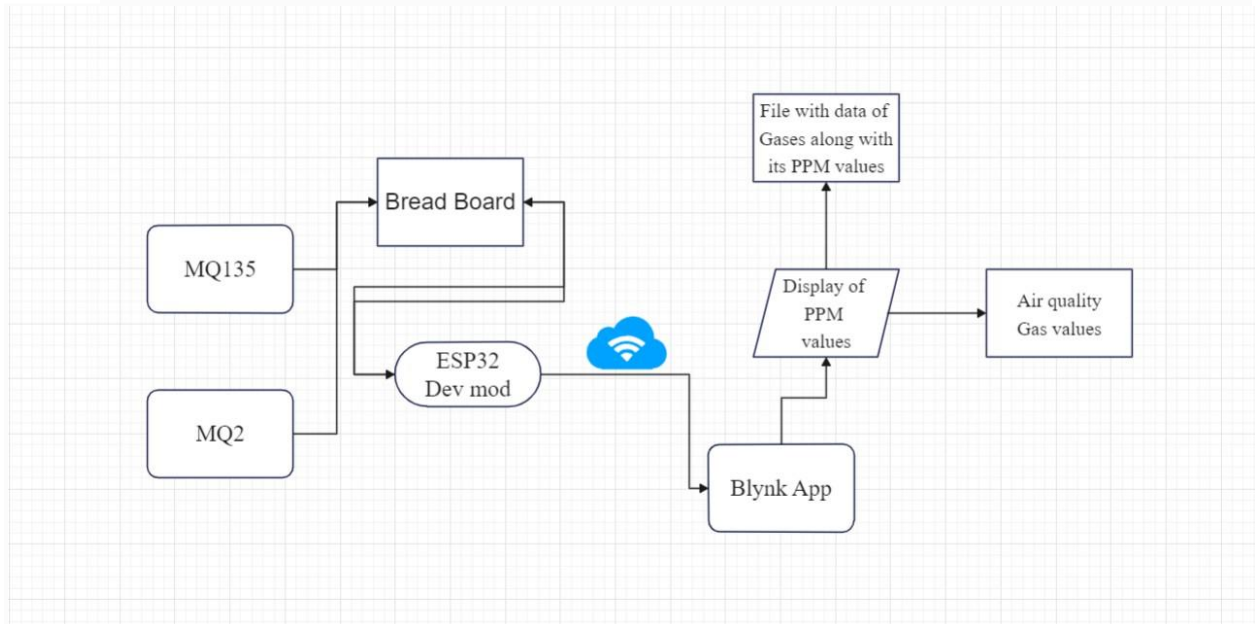 File with data of
Gases along with
its PPM values
Bread Board
MQ135
Display of
PPM
values
Air quality
Gas values
ESP32
Dev mod
MQ2
Blynk App